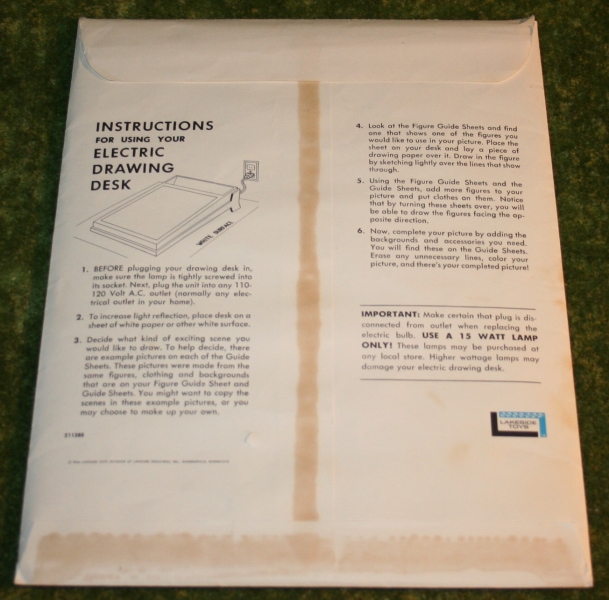 INSTRUCTIONS
FOR USING YOUR
ELECTRIC
DRAWING
DESK
WHITE SURFACE
1. BEFORE plugging your drawing desk in,
make sure the lamp is tightly screwed into
its socket. Next, plug the unit into any 110-
120 Volt A.C. outlet (normally any elec-
trical outlet in your home).
2. To increase light reflection, place desk on a
sheet of white paper or other white surface.
3. Decide what kind of exciting scene you
would like to draw. To help decide, there
are example pictures on each of the Guide
Sheets. These pictures were made from the
same figures, clothing and backgrounds
that are on your Figure Guide Sheet and
Guide Sheets. You might want to copy the
scenes in these example pictures, or you
may choose to make up your own.
4. Look at the Figure Guide Sheets and find
one that shows one of the figures you
would like to use in your picture. Place the
sheet on your desk and lay a piece of
drawing paper over it. Draw in the figure
by sketching lightly over the lines that show
through.
5. Using the Figure Guide Sheets and the
Guide Sheets, add more figures to your
picture and put clothes on them. Notice
that by turning these sheets over, you will
be able to draw the figures facing the op-
posite direction.
6. Now, complete your picture by adding the
backgrounds and accessories you need.
You will find these on the Guide Sheets.
Erase any unnecessary lines, color your
picture, and there's your completed picture!
IMPORTANT: Make certain that plug is dis-
connected from outlet when replacing the
electric bulb. USE A 15 WATT LAMP
ONLY! These lamps may be purchased at
any local store. Higher wattage lamps may
damage your electric drawing desk.
LAKESIDE
TOYS